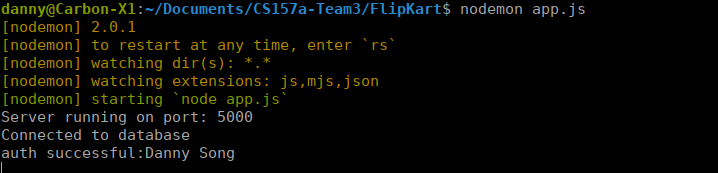 danny@Carbon-X1:~/Documents/CS157a-Team3/FlipKart$ nodemon app.js
[nodemon] 2.0.1
[nodemon] to restart at any time, enter `rs`
[nodemon] watching dir(s): *.*
[nodemon] watching extensions: js,mjs,json
[nodemon] starting `node app.js`
Server running on port: 5000
Connected to database
auth successful:Danny Song